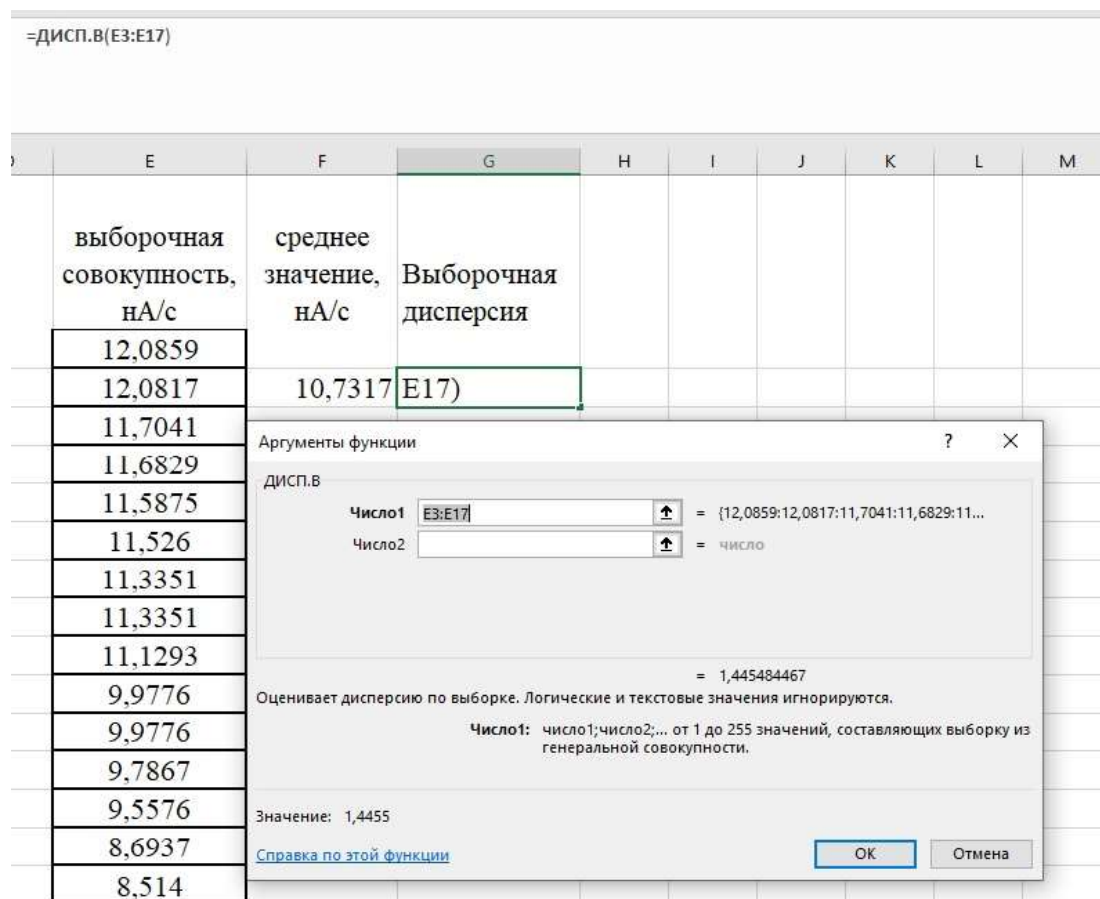 =ДИСП.В(E3:E17)
E F G H I J K L M
выборочная
совокупность,
нА/с
среднее
значение,
нА/с
Выборочная
дисперсия
12,0859
12,0817 10,7317 E17)
11,7041
11,6829
11,5875
11,526
11,3351
11,3351
11,1293
9,9776
9,9776
9,7867
9,5576
8,6937
8,514
Аргументы функции ? X
ДИСП.В
Число1 E3:E17 = {12,0859:12,0817:11,7041:11,6829:11...
Число2 = число
= 1,445484467
Оценивает дисперсию по выборке. Логические и текстовые значения игнорируются.
Число1: число1;число2;... от 1 до 255 значений, составляющих выборку из
генеральной совокупности.
Значение: 1,4455
Справка по этой функции ОК Отмена